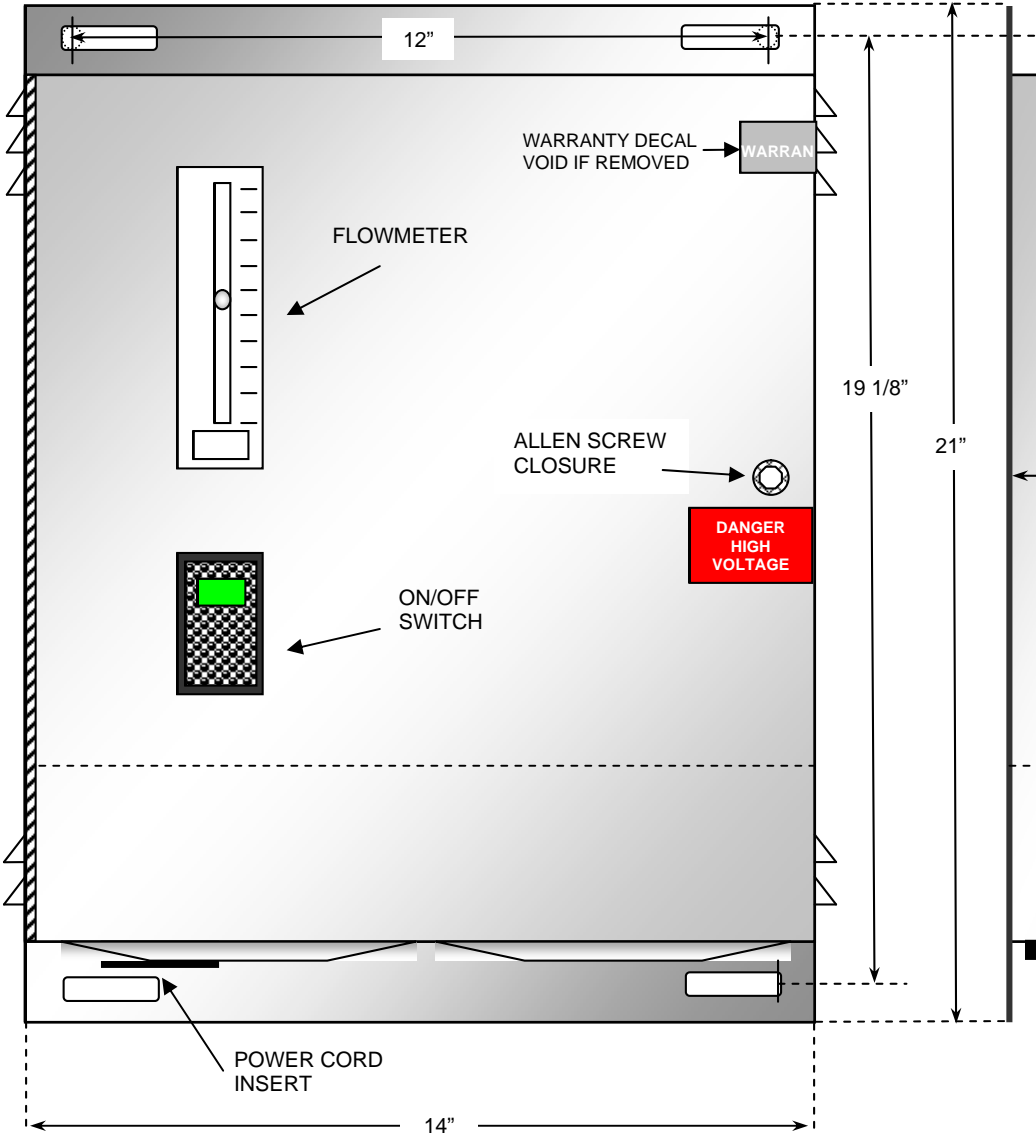 12”
WARRANTY DECAL
VOID IF REMOVED
WARRAN
FLOWMETER
19 1/8”
21”
ALLEN SCREW
CLOSURE
DANGER
HIGH
VOLTAGE
ON/OFF
SWITCH
POWER CORD
INSERT
14”